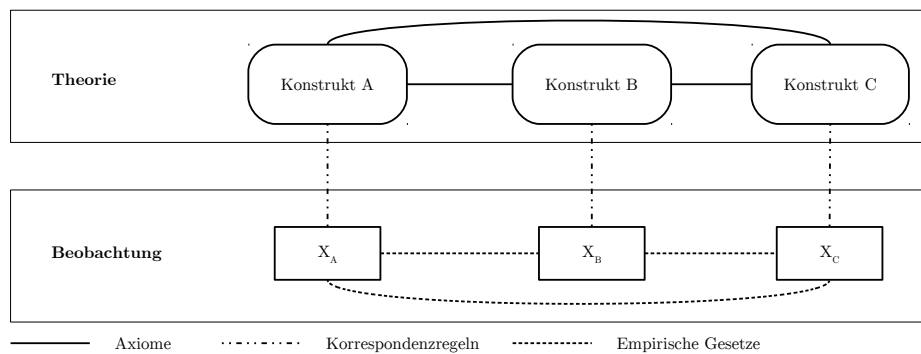 Theorie
Konstrukt A
Konstrukt B
Konstrukt C
Beobachtung
X_A
X_B
X_C
Axiome
Korrespondenzregeln
Empirische Gesetze